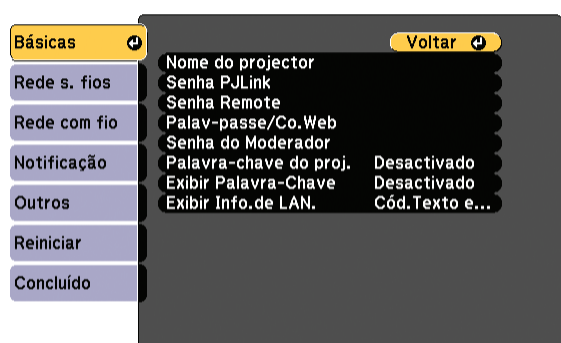 Básicas
Rede s. fios
Rede com fio
Notificação
Outros
Reiniciar
Concluído
Voltar
Nome do projector
Senha PJLink
Senha Remote
Palav-passe/Co.Web
Senha do Moderador
Palavra-chave do proj. Desactivado
Exibir Palavra-Chave Desactivado
Exibir Info.de LAN. Cód.Texto e...